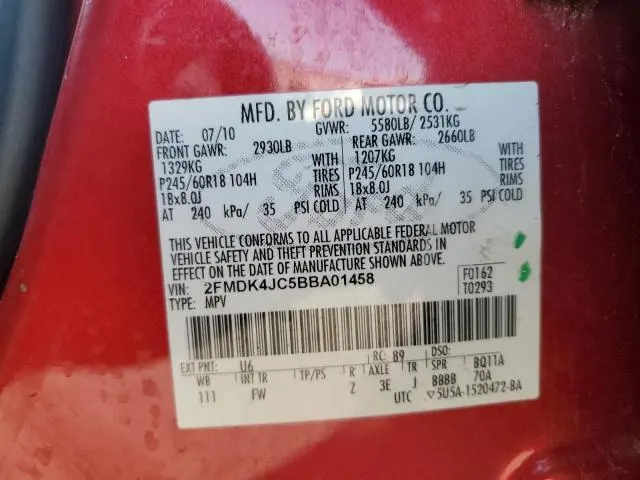 MFD. BY FORD MOTOR CO.
DATE: 07/10 GVWR: 5580LB/ 2531KG
FRONT GAWR: 2930LB REAR GAWR: 2660LB
1329KG WITH 1207KG WITH
P245/60R18 104H TIRES P245/60R18 104H TIRES
18x8.0J RIMS 18x8.0J RIMS
AT 240 kPa/ 35 PSI COLD AT 240 kPa/ 35 PSI COLD
THIS VEHICLE CONFORMS TO ALL APPLICABLE FEDERAL MOTOR
VEHICLE SAFETY AND THEFT PREVENTION STANDARDS IN
EFFECT ON THE DATE OF MANUFACTURE SHOWN ABOVE.
VIN: 2FMDK4JC5BBA01458 F0162
TYPE: MPV T0293
EXT PNT: U6 RC: 89 DSO:
WB INT TR TP/PS R AXLE TR SPR BQ11A
111 FW Z 3E J BBBB 70A
UTC ▽5U5A-1520472-BA